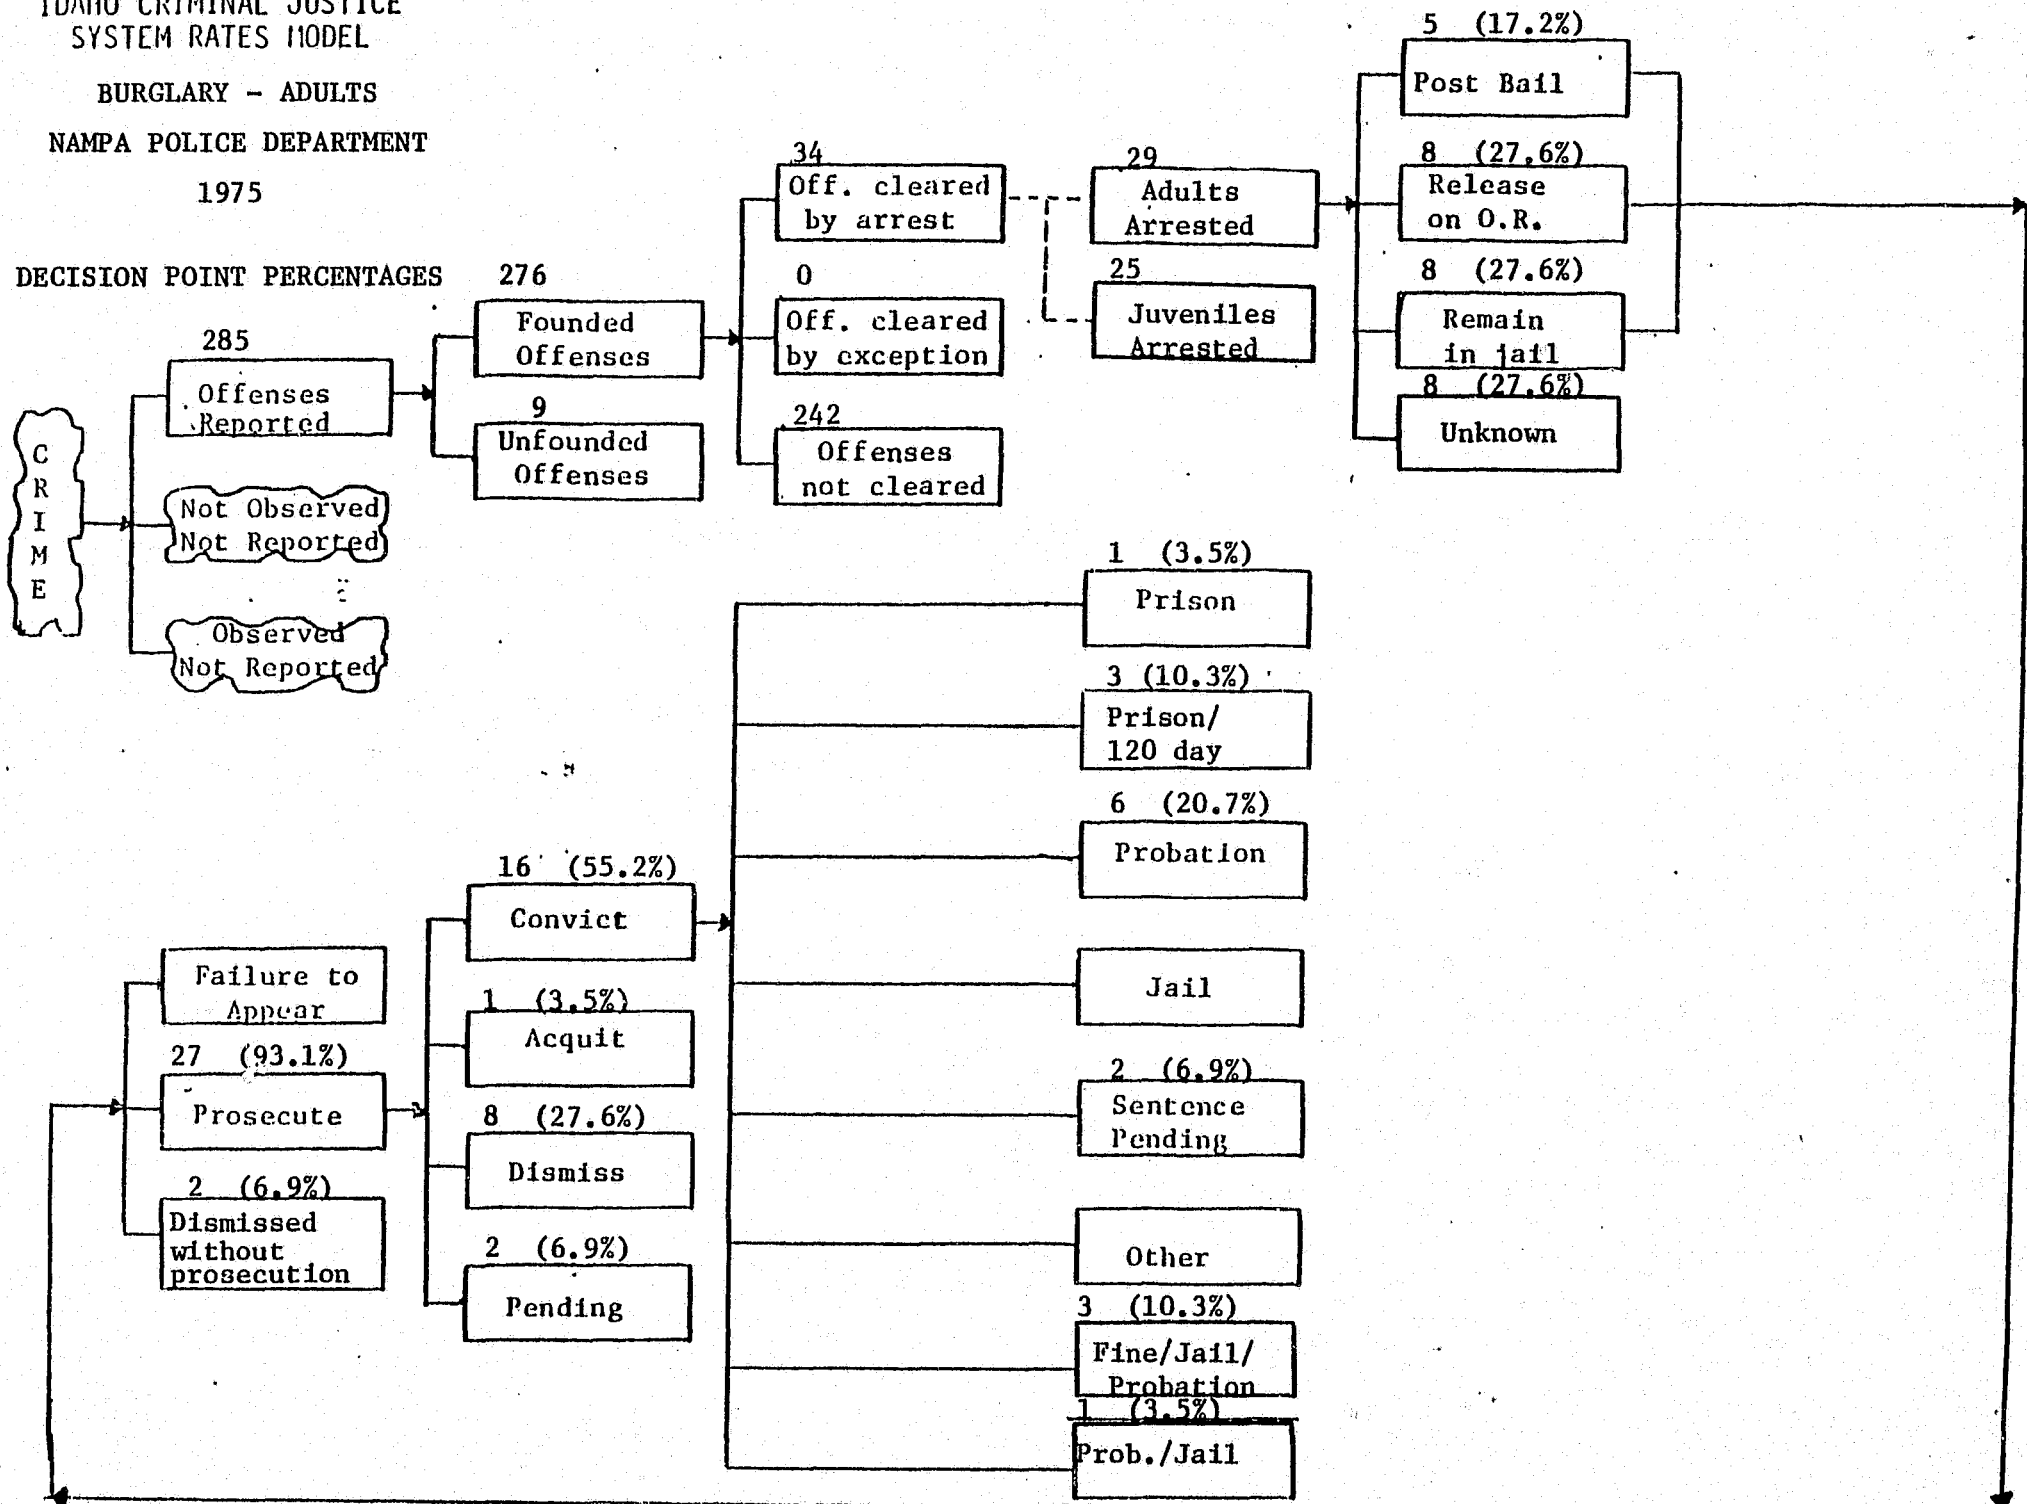 IDAHO CRIMINAL JUSTICE
SYSTEM RATES MODEL
BURGLARY - ADULTS
NAMPA POLICE DEPARTMENT
1975
DECISION POINT PERCENTAGES
C
R
I
M
E
285
Offenses
Reported
Not Observed
Not Reported
Observed
Not Reported
276
Founded
Offenses
9
Unfounded
Offenses
34
Off. cleared
by arrest
0
Off. cleared
by exception
242
Offenses
not cleared
29
Adults
Arrested
25
Juveniles
Arrested
5 (17.2%)
Post Bail
8 (27.6%)
Release
on O.R.
8 (27.6%)
Remain
in jail
8 (27.6%)
Unknown
Failure to
Appear
27 (93.1%)
Prosecute
2 (6.9%)
Dismissed
without
prosecution
16 (55.2%)
Convict
1 (3.5%)
Acquit
8 (27.6%)
Dismiss
2 (6.9%)
Pending
1 (3.5%)
Prison
3 (10.3%)
Prison/
120 day
6 (20.7%)
Probation
Jail
2 (6.9%)
Sentence
Pending
Other
3 (10.3%)
Fine/Jail/
Probation
1 (3.5%)
Prob./Jail